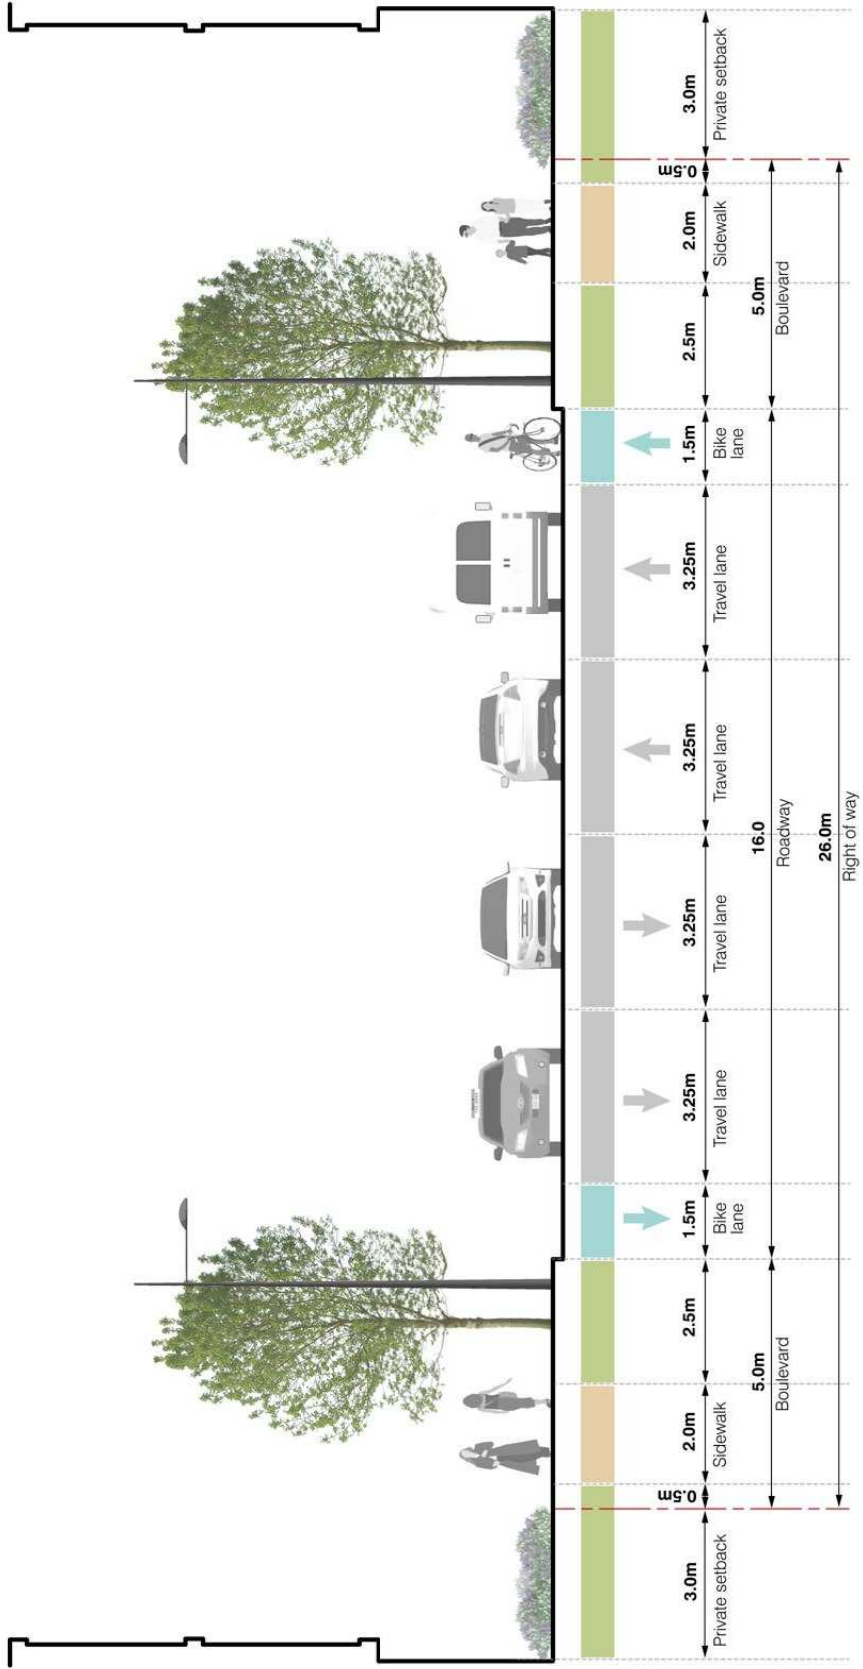 3.0m
Private setback
0.5m
2.0m
Sidewalk
2.5m
1.5m
Bike
lane
3.25m
Travel lane
3.25m
Travel lane
3.25m
Travel lane
3.25m
Travel lane
1.5m
Bike
lane
2.5m
2.0m
Sidewalk
0.5m
3.0m
Private setback
5.0m
Boulevard
16.0
Roadway
5.0m
Boulevard
26.0m
Right of way